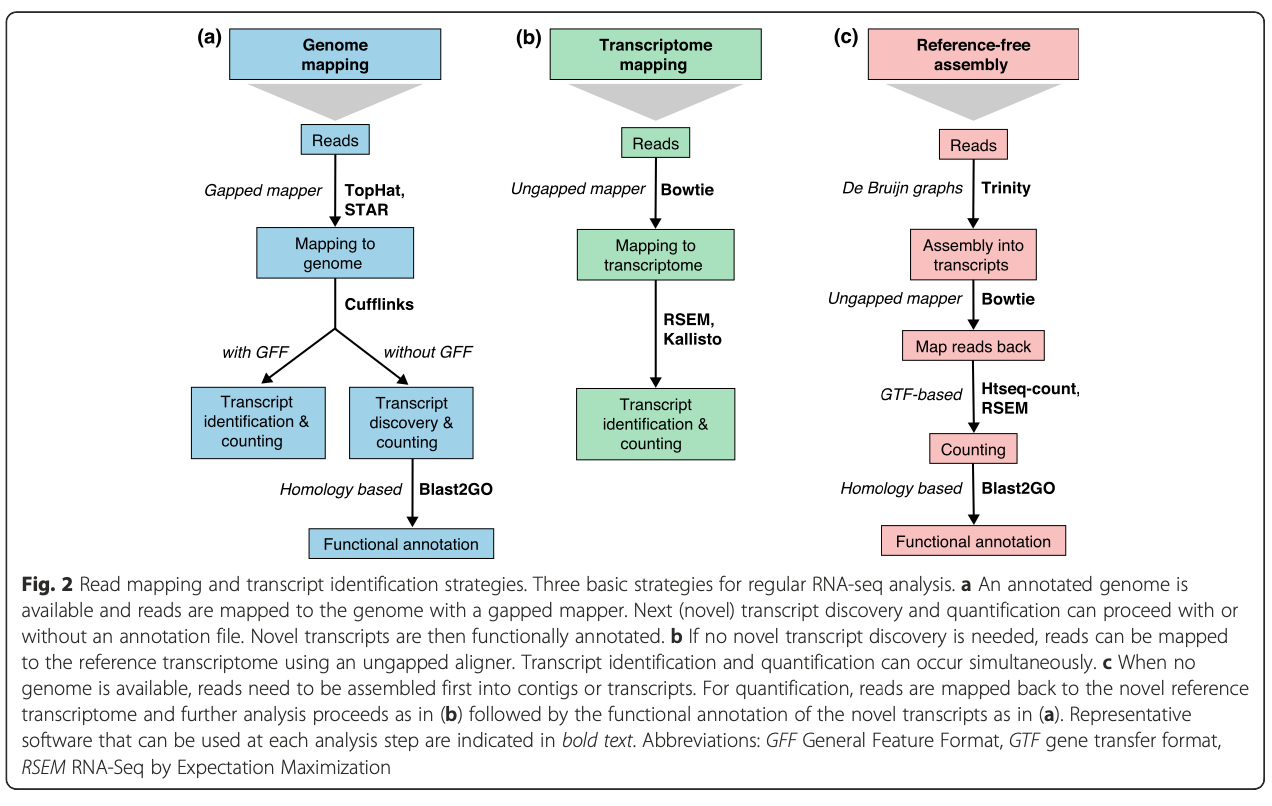 (a)
Genome
mapping
Reads
Gapped mapper
TopHat,
STAR
Mapping to
genome
Cufflinks
with GFF
without GFF
Transcript
identification &
counting
Transcript
discovery &
counting
Homology based
Blast2GO
Functional annotation
(b)
Transcriptome
mapping
Reads
Ungapped mapper
Bowtie
Mapping to
transcriptome
RSEM,
Kallisto
Transcript
identification &
counting
(c)
Reference-free
assembly
Reads
De Bruijn graphs
Trinity
Assembly into
transcripts
Ungapped mapper
Bowtie
Map reads back
GTF-based
Htseq-count,
RSEM
Counting
Homology based
Blast2GO
Functional annotation
Fig. 2 Read mapping and transcript identification strategies. Three basic strategies for regular RNA-seq analysis. a An annotated genome is
available and reads are mapped to the genome with a gapped mapper. Next (novel) transcript discovery and quantification can proceed with or
without an annotation file. Novel transcripts are then functionally annotated. b If no novel transcript discovery is needed, reads can be mapped
to the reference transcriptome using an ungapped aligner. Transcript identification and quantification can occur simultaneously. c When no
genome is available, reads need to be assembled first into contigs or transcripts. For quantification, reads are mapped back to the novel reference
transcriptome and further analysis proceeds as in (b) followed by the functional annotation of the novel transcripts as in (a). Representative
software that can be used at each analysis step are indicated in bold text. Abbreviations: GFF General Feature Format, GTF gene transfer format,
RSEM RNA-Seq by Expectation Maximization